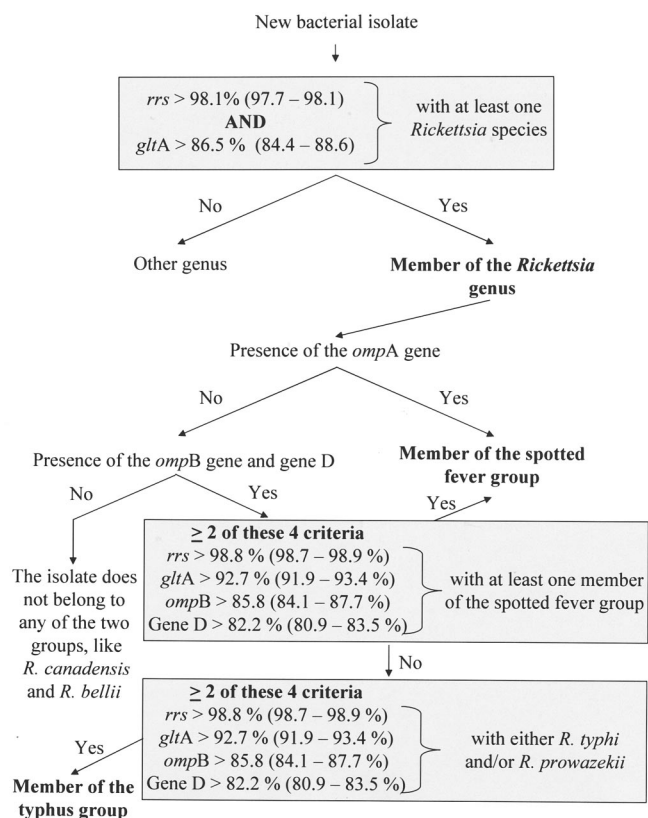 New bacterial isolate
rrs > 98.1% (97.7 – 98.1)
AND
gltA > 86.5 % (84.4 – 88.6)
with at least one
Rickettsia species
No
Yes
Other genus
Member of the Rickettsia
genus
Presence of the ompA gene
No
Yes
Presence of the ompB gene and gene D
Member of the spotted
fever group
No
Yes
Yes
≥ 2 of these 4 criteria
rrs > 98.8 % (98.7 – 98.9 %)
gltA > 92.7 % (91.9 – 93.4 %)
ompB > 85.8 (84.1 – 87.7 %)
Gene D > 82.2 % (80.9 – 83.5 %)
with at least one member
of the spotted fever group
The isolate does
not belong to
any of the two
groups, like
R. canadensis
and R. bellii
No
≥ 2 of these 4 criteria
rrs > 98.8 % (98.7 – 98.9 %)
gltA > 92.7 % (91.9 – 93.4 %)
ompB > 85.8 (84.1 – 87.7 %)
Gene D > 82.2 % (80.9 – 83.5 %)
with either R. typhi
and/or R. prowazekii
Yes
Member of the
typhus group